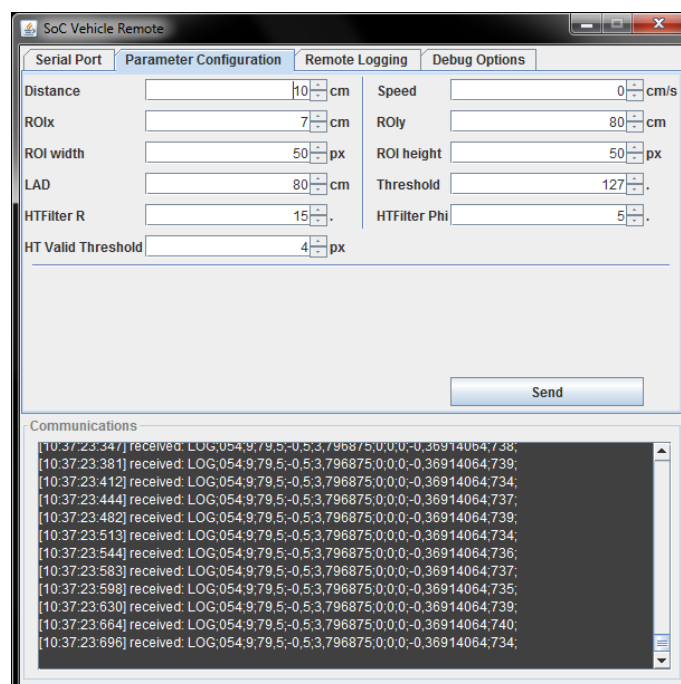 SoC Vehicle Remote
Serial Port Parameter Configuration Remote Logging Debug Options
Distance 10 cm Speed 0 cm/s
ROIx 7 cm ROIy 80 cm
ROI width 50 px ROI height 50 px
LAD 80 cm Threshold 127 .
HTFilter R 15 . HTFilter Phi 5 .
HT Valid Threshold 4 px
Send
Communications
[10:37:23:347] received: LOG;054;9;79,5;-0,5;3,796875;0;0;0;-0,36914064;738;
[10:37:23:381] received: LOG;054;9;79,5;-0,5;3,796875;0;0;0;-0,36914064;739;
[10:37:23:412] received: LOG;054;9;79,5;-0,5;3,796875;0;0;0;-0,36914064;734;
[10:37:23:444] received: LOG;054;9;79,5;-0,5;3,796875;0;0;0;-0,36914064;737;
[10:37:23:482] received: LOG;054;9;79,5;-0,5;3,796875;0;0;0;-0,36914064;739;
[10:37:23:513] received: LOG;054;9;79,5;-0,5;3,796875;0;0;0;-0,36914064;734;
[10:37:23:544] received: LOG;054;9;79,5;-0,5;3,796875;0;0;0;-0,36914064;736;
[10:37:23:583] received: LOG;054;9;79,5;-0,5;3,796875;0;0;0;-0,36914064;737;
[10:37:23:598] received: LOG;054;9;79,5;-0,5;3,796875;0;0;0;-0,36914064;735;
[10:37:23:630] received: LOG;054;9;79,5;-0,5;3,796875;0;0;0;-0,36914064;739;
[10:37:23:664] received: LOG;054;9;79,5;-0,5;3,796875;0;0;0;-0,36914064;740;
[10:37:23:696] received: LOG;054;9;79,5;-0,5;3,796875;0;0;0;-0,36914064;734;